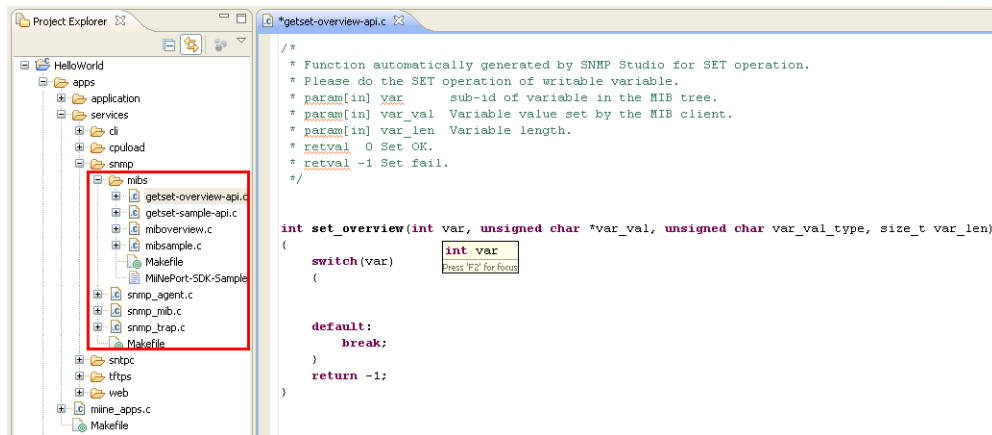 Project Explorer
HelloWorld
apps
application
services
cli
cpuload
snmp
mibs
getset-overview-api.c
getset-sample-api.c
miboverview.c
mibsample.c
Makefile
MiiNePort-SDK-Sample
snmp_agent.c
snmp_mib.c
snmp_trap.c
Makefile
sntpc
tftps
web
miine_apps.c
Makefile
*getset-overview-api.c
/*
* Function automatically generated by SNMP Studio for SET operation.
* Please do the SET operation of writable variable.
* param[in] var sub-id of variable in the MIB tree.
* param[in] var_val Variable value set by the MIB client.
* param[in] var_len Variable length.
* retval 0 Set OK.
* retval -1 Set fail.
*/
int set_overview(int var, unsigned char *var_val, unsigned char var_val_type, size_t var_len)
{
int var
Press 'F2' for focus
switch(var)
{
default:
break;
}
return -1;
}